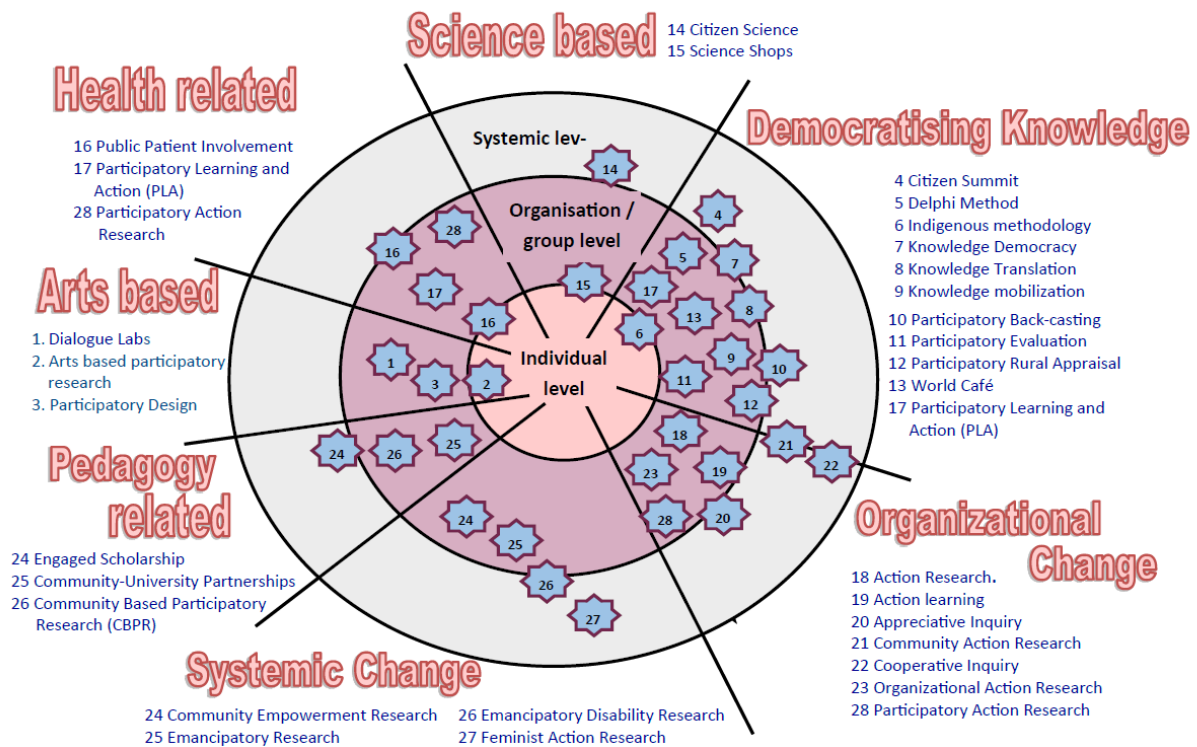 Science based
14 Citizen Science
15 Science Shops
Health related
16 Public Patient Involvement
17 Participatory Learning and
Action (PLA)
28 Participatory Action
Research
Democratising Knowledge
4 Citizen Summit
5 Delphi Method
6 Indigenous methodology
7 Knowledge Democracy
8 Knowledge Translation
9 Knowledge mobilization
10 Participatory Back-casting
11 Participatory Evaluation
12 Participatory Rural Appraisal
13 World Café
17 Participatory Learning and
Action (PLA)
Arts based
1. Dialogue Labs
2. Arts based participatory
research
3. Participatory Design
Systemic lev-
14
4
Organisation /
group level
28
16
5
7
17
15
17
8
16
13
6
Individual
level
1
3
2
9
10
11
12
18
21
22
24
26
25
23
19
24
28
20
25
26
27
Pedagogy
related
24 Engaged Scholarship
25 Community-University Partnerships
26 Community Based Participatory
Research (CBPR)
Organizational
Change
18 Action Research.
19 Action learning
20 Appreciative Inquiry
21 Community Action Research
22 Cooperative Inquiry
23 Organizational Action Research
28 Participatory Action Research
Systemic Change
24 Community Empowerment Research
25 Emancipatory Research
26 Emancipatory Disability Research
27 Feminist Action Research